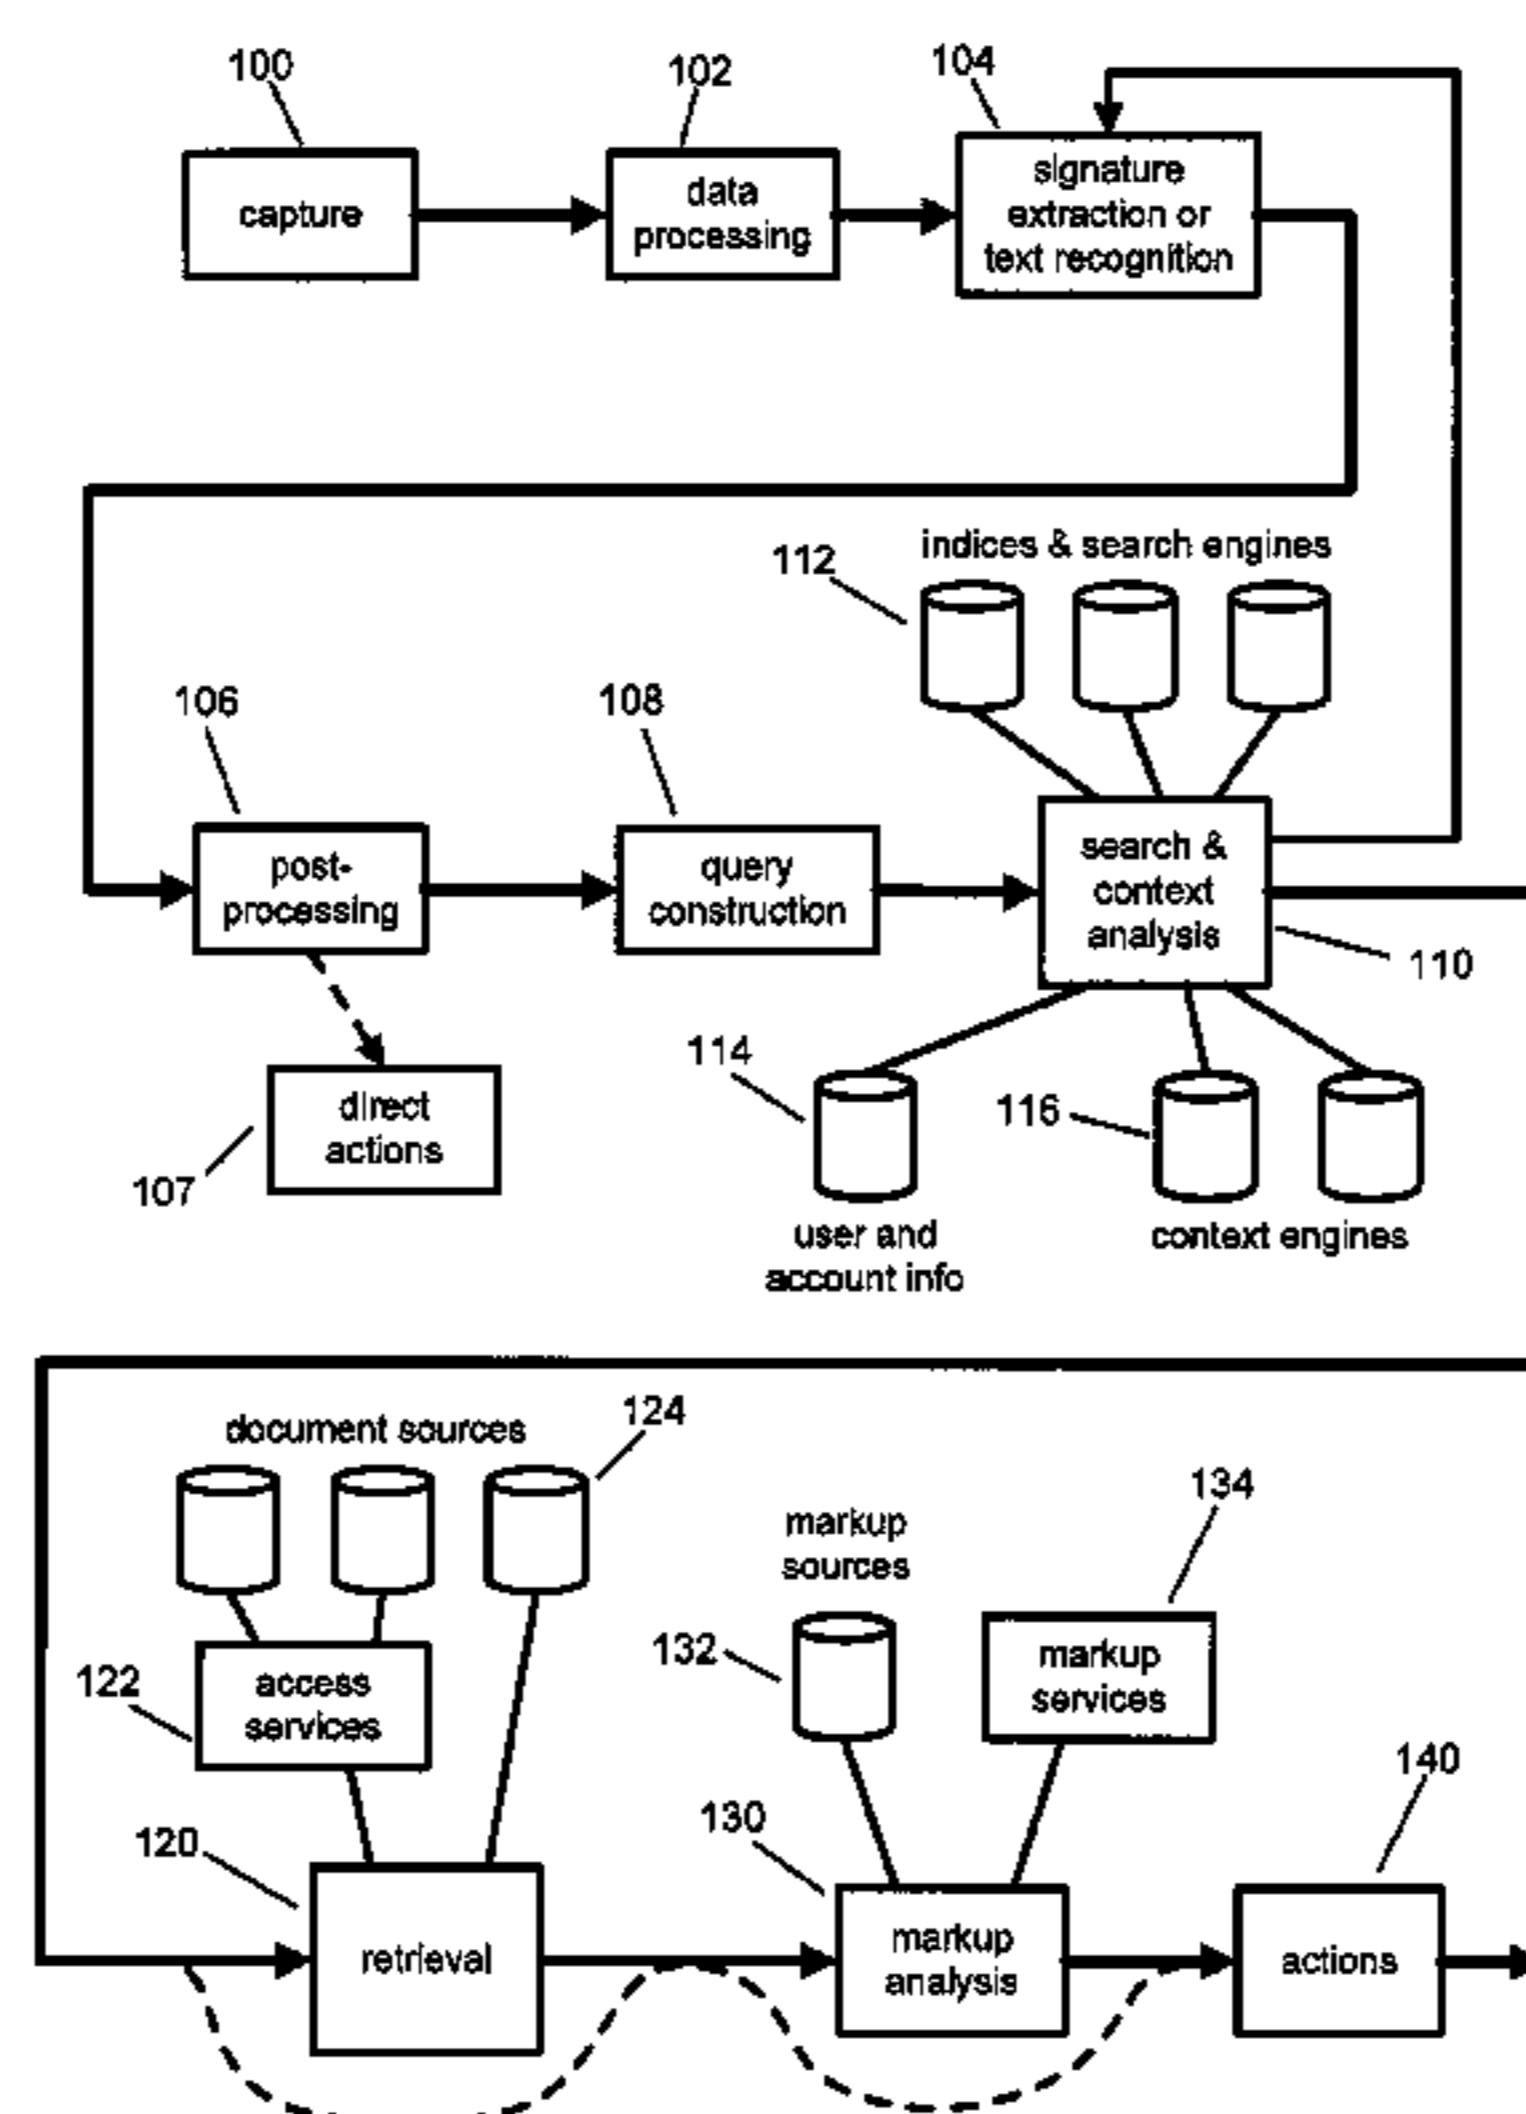 100
102
104
capture
data
processing
signature
extraction or
text recognition
indices & search engines
112
106
108
post-
processing
query
construction
search &
context
analysis
110
114
116
direct
actions
107
user and
account info
context engines
document sources
124
134
markup
sources
132
markup
services
access
services
122
140
130
120
retrieval
markup
analysis
actions